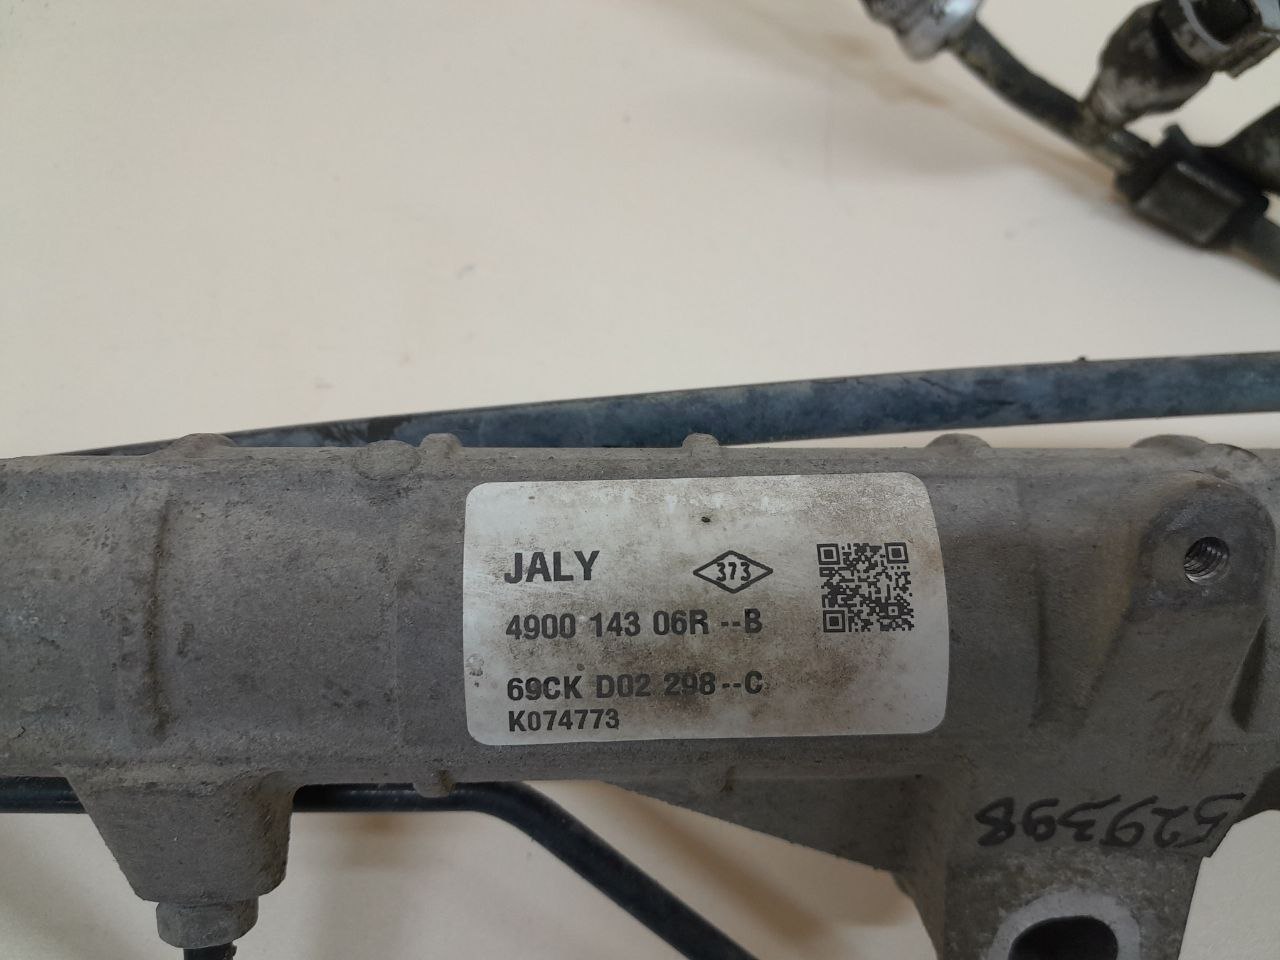 JALY
373
4900 143 06R --B
69CK D02 298--C
K074773
529398